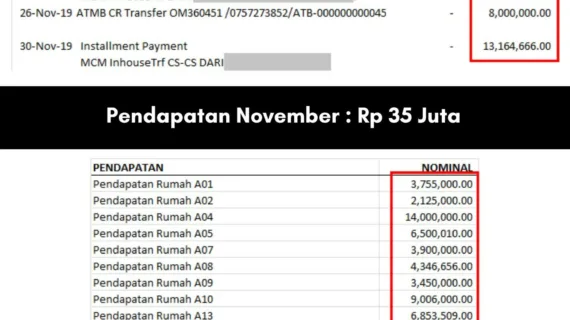 26-Nov-19 ATMB CR Transfer OM360451 /0757273852/ATB-000000000045 - 8,000,000.00
30-Nov-19 Installment Payment - 13,164,666.00
MCM InhouseTrf CS-CS DARI
Pendapatan November : Rp 35 Juta
PENDAPATAN NOMINAL
Pendapatan Rumah A01 3,755,000.00
Pendapatan Rumah A02 2,125,000.00
Pendapatan Rumah A04 14,000,000.00
Pendapatan Rumah A05 6,500,010.00
Pendapatan Rumah A07 3,900,000.00
Pendapatan Rumah A08 4,346,656.00
Pendapatan Rumah A09 3,450,000.00
Pendapatan Rumah A10 9,006,000.00
Pendapatan Rumah A13 6,853,509.00